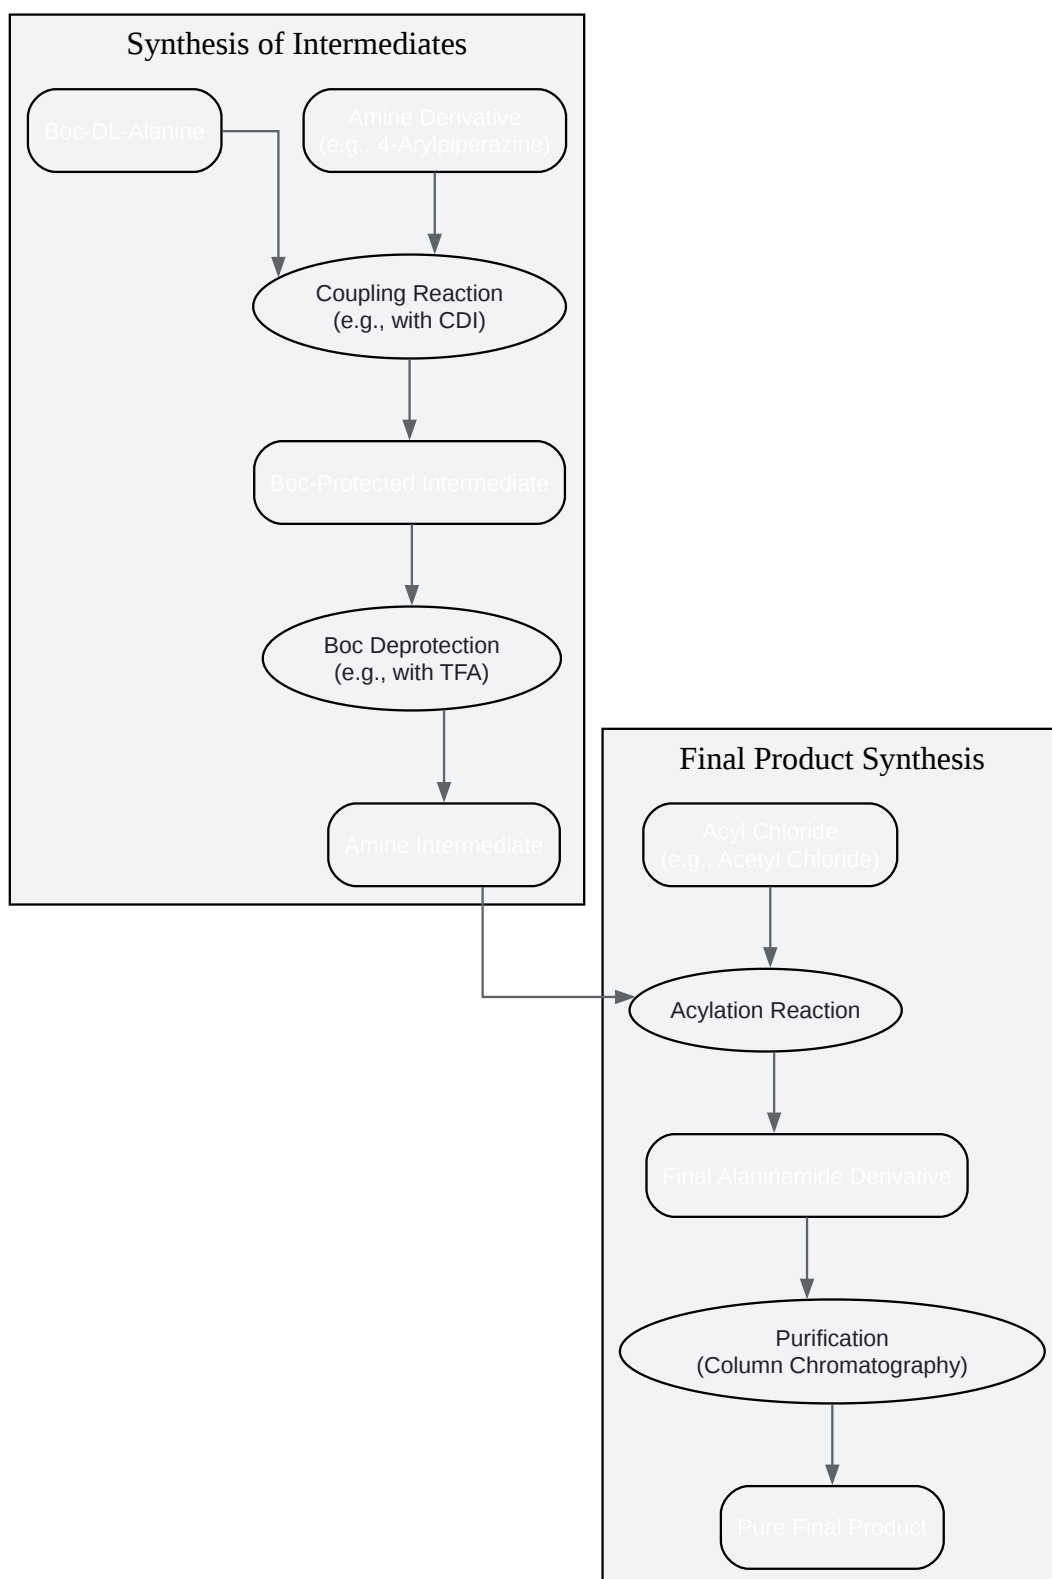 Synthesis of Intermediates
Boc-DL-Alanine
Amine Derivative
(e.g., 4-Arylpiperazine)
Coupling Reaction
(e.g., with CDI)
Boc-Protected Intermediate
Boc Deprotection
(e.g., with TFA)
Amine Intermediate
Final Product Synthesis
Acyl Chloride
(e.g., Acetyl Chloride)
Acylation Reaction
Final Alaninamide Derivative
Purification
(Column Chromatography)
Pure Final Product